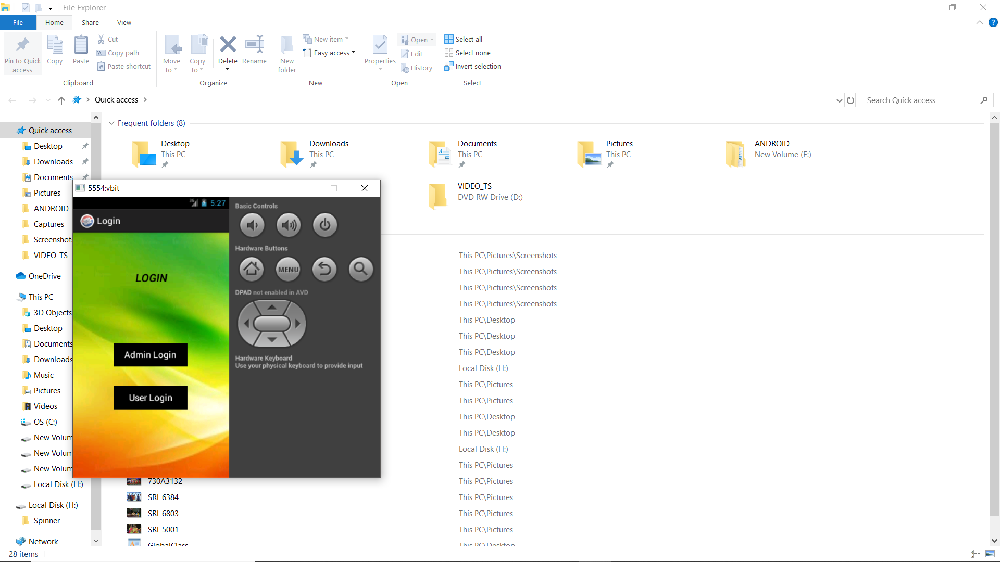 File Explorer
File
Home
Share
View
Pin to Quick access
Copy
Paste
Cut
Copy path
Paste shortcut
Clipboard
Move to
Copy to
Delete
Rename
Organize
New folder
New item
Easy access
New
Properties
Open
Edit
History
Open
Select all
Select none
Invert selection
Select
Quick access
Search Quick access
Quick access
Desktop
Downloads
Documents
Pictures
ANDROID
Captures
Screenshots
VIDEO_TS
OneDrive
This PC
3D Objects
Desktop
Documents
Downloads
Music
Pictures
Videos
OS (C:)
New Volum
New Volum
New Volum
Local Disk (H:)
Local Disk (H:)
Spinner
Network
28 items
Frequent folders (8)
Desktop
This PC
Downloads
This PC
Documents
This PC
Pictures
This PC
ANDROID
New Volume (E:)
VIDEO_TS
DVD RW Drive (D:)
5554:vbit
3G
5:27
Login
LOGIN
Admin Login
User Login
Basic Controls
Hardware Buttons
MENU
DPAD not enabled in AVD
Hardware Keyboard
Use your physical keyboard to provide input
This PC\Pictures\Screenshots
This PC\Pictures\Screenshots
This PC\Pictures\Screenshots
This PC\Pictures\Screenshots
This PC\Desktop
This PC\Desktop
This PC\Desktop
Local Disk (H:)
This PC\Pictures
This PC\Pictures
This PC\Desktop
This PC\Desktop
Local Disk (H:)
This PC\Pictures
730A3132
This PC\Pictures
SRI_6384
This PC\Pictures
SRI_6803
This PC\Pictures
SRI_5001
This PC\Pictures
GlobalClass
This PC\Desktop